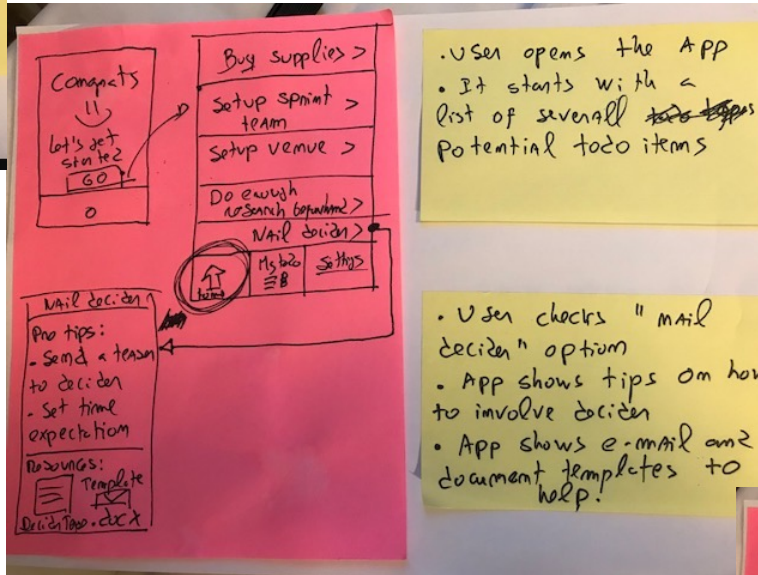 Congrats
Let's get
started
GO
Buy supplies >
Setup sprint >
team
Setup venue >
Do enough
research beforehand >
Nail decider >
home
My todo
Settings
Nail decider
Pro tips:
• Send a teaser
to decider
• Set time
expectation
Resources:
Template
.docx
• User opens the App
• It starts with a
list of severall
potential todo items
• User checks "nail
decider" option
• App shows tips on how
to involve decider
• App shows e-mail and
document templates to
help.